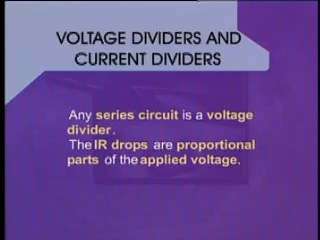 VOLTAGE DIVIDERS AND
CURRENT DIVIDERS
Any series circuit is a voltage
divider.
The IR drops are proportional
parts of the applied voltage.